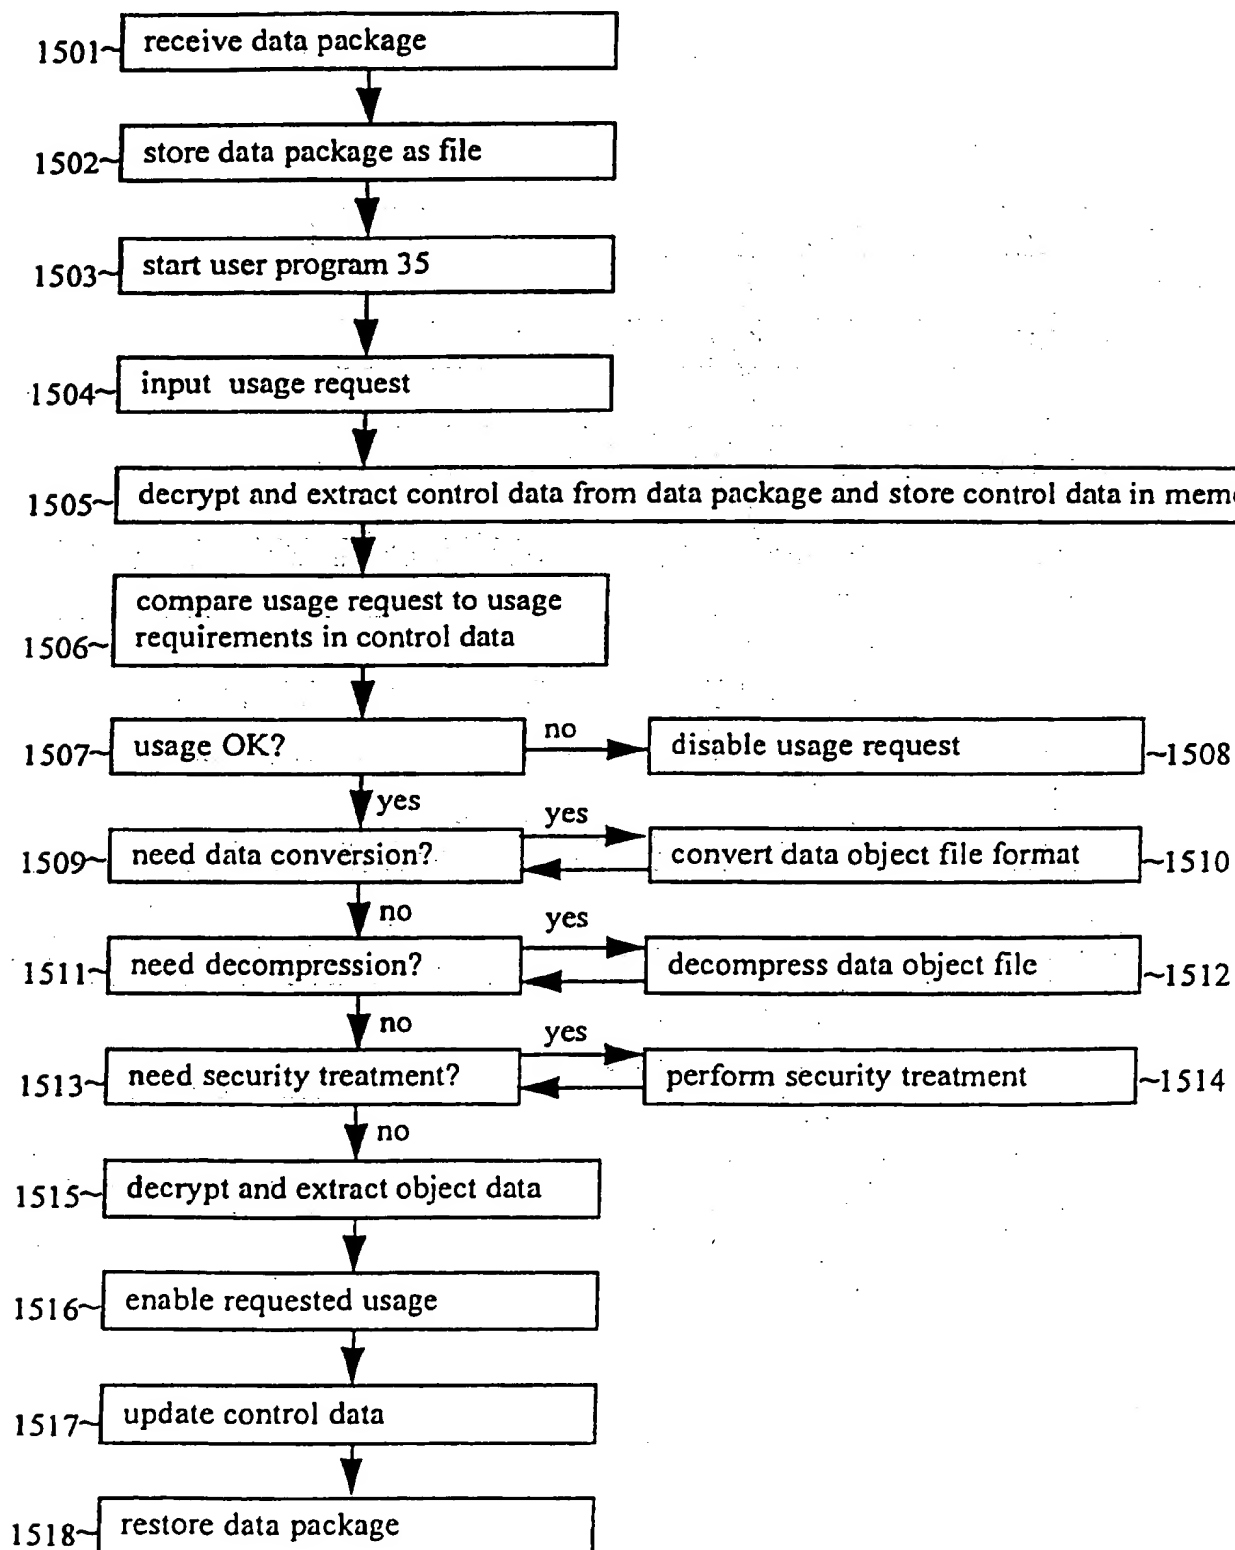 1501~ receive data package
1502~ store data package as file
1503~ start user program 35
1504~ input usage request
1505~ decrypt and extract control data from data package and store control data in mem
1506~ compare usage request to usage
requirements in control data
1507~ usage OK? no disable usage request ~1508
yes
yes
1509~ need data conversion? convert data object file format ~1510
no
yes
1511~ need decompression? decompress data object file ~1512
no
yes
1513~ need security treatment? perform security treatment ~1514
no
1515~ decrypt and extract object data
1516~ enable requested usage
1517~ update control data
1518~ restore data package